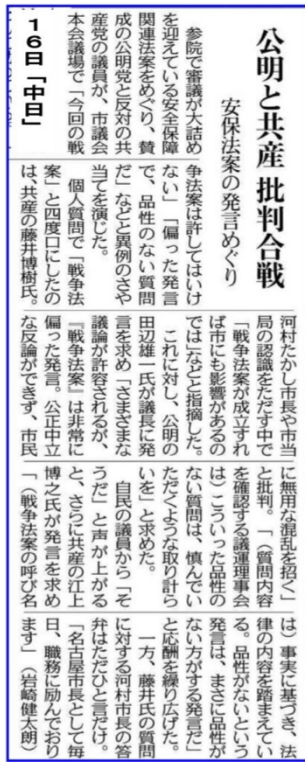 公明と共産 批判合戦
安保法案の発言めぐり
参院で審議が大詰め
を迎えている安全保障
関連法案をめぐり、賛
成の公明党と反対の共
産党の議員が、市議会
本会議場で「今回の戦
争法案は許してはいけ
ない」「偏った発言
で、品性のない質問
だ」などと異例のさや
当てを演じた。
個人質問で「戦争法
案」と四度口にしたの
は、共産の藤井博樹氏。
河村たかし市長や市当
局の認識をただす中で
「戦争法案が成立すれ
ば市にも影響があるの
では」などと指摘した。
これに対し、公明の
田辺雄一氏が議長に発
言を求め「さまざまな
議論が許容されるが、
『戦争法案』は非常に
偏った発言。公正中立
な反論ができず、市民
に無用な混乱を招く」
と批判。「(質問内容
を確認する議運理事会
は)こういった品性の
ない質問は、慎んでい
ただくような取り計ら
いを」と求めた。
自民の議員から「そ
うだ」と声が上がる
と、さらに共産の江上
博之氏が発言を求め
「(戦争法案の呼び名
は)事実に基づき、法
律の内容を踏まえてい
る。品性がないという
発言は、まさに品性が
ない方がする発言だ」
と応酬を繰り広げた。
一方、藤井氏の質問
に対する河村市長の答
弁はただひと言だけ。
「名古屋市長として毎
日、職務に励んでおり
ます」(岩崎健太朗)
16日「中日」